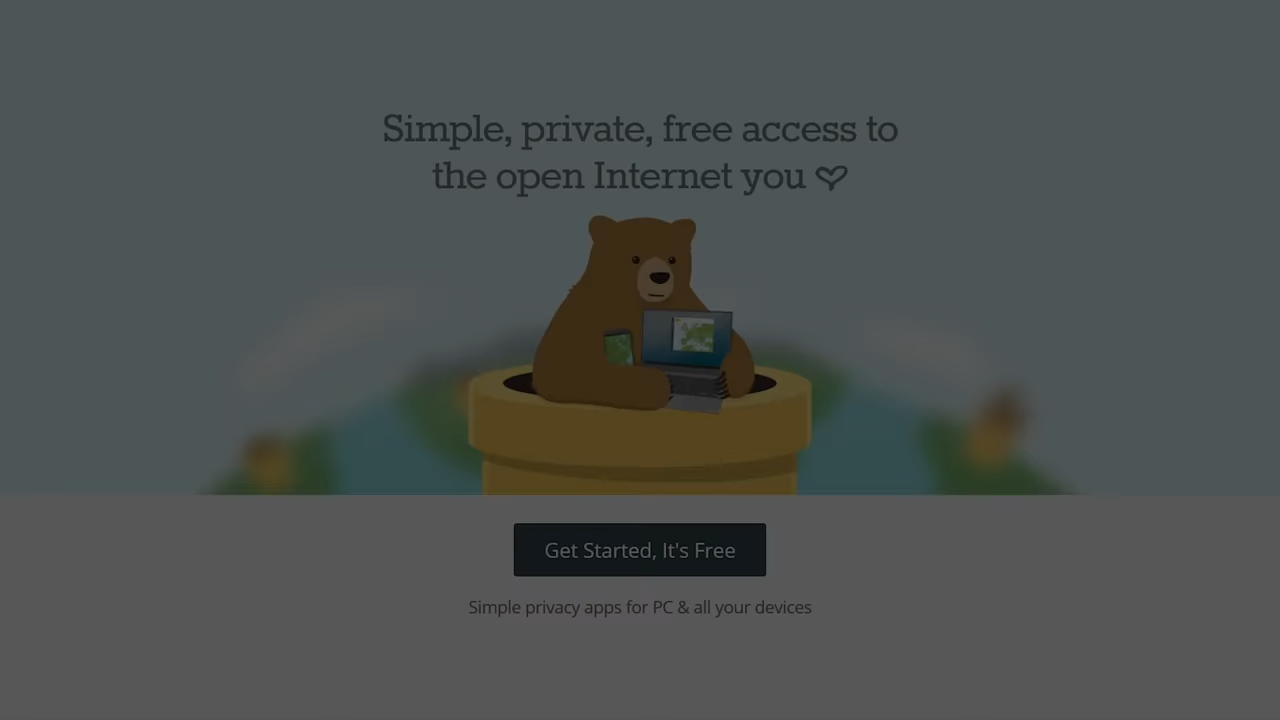 Simple, private, free access to
the open Internet you
Get Started, It's Free
Simple privacy apps for PC & all your devices